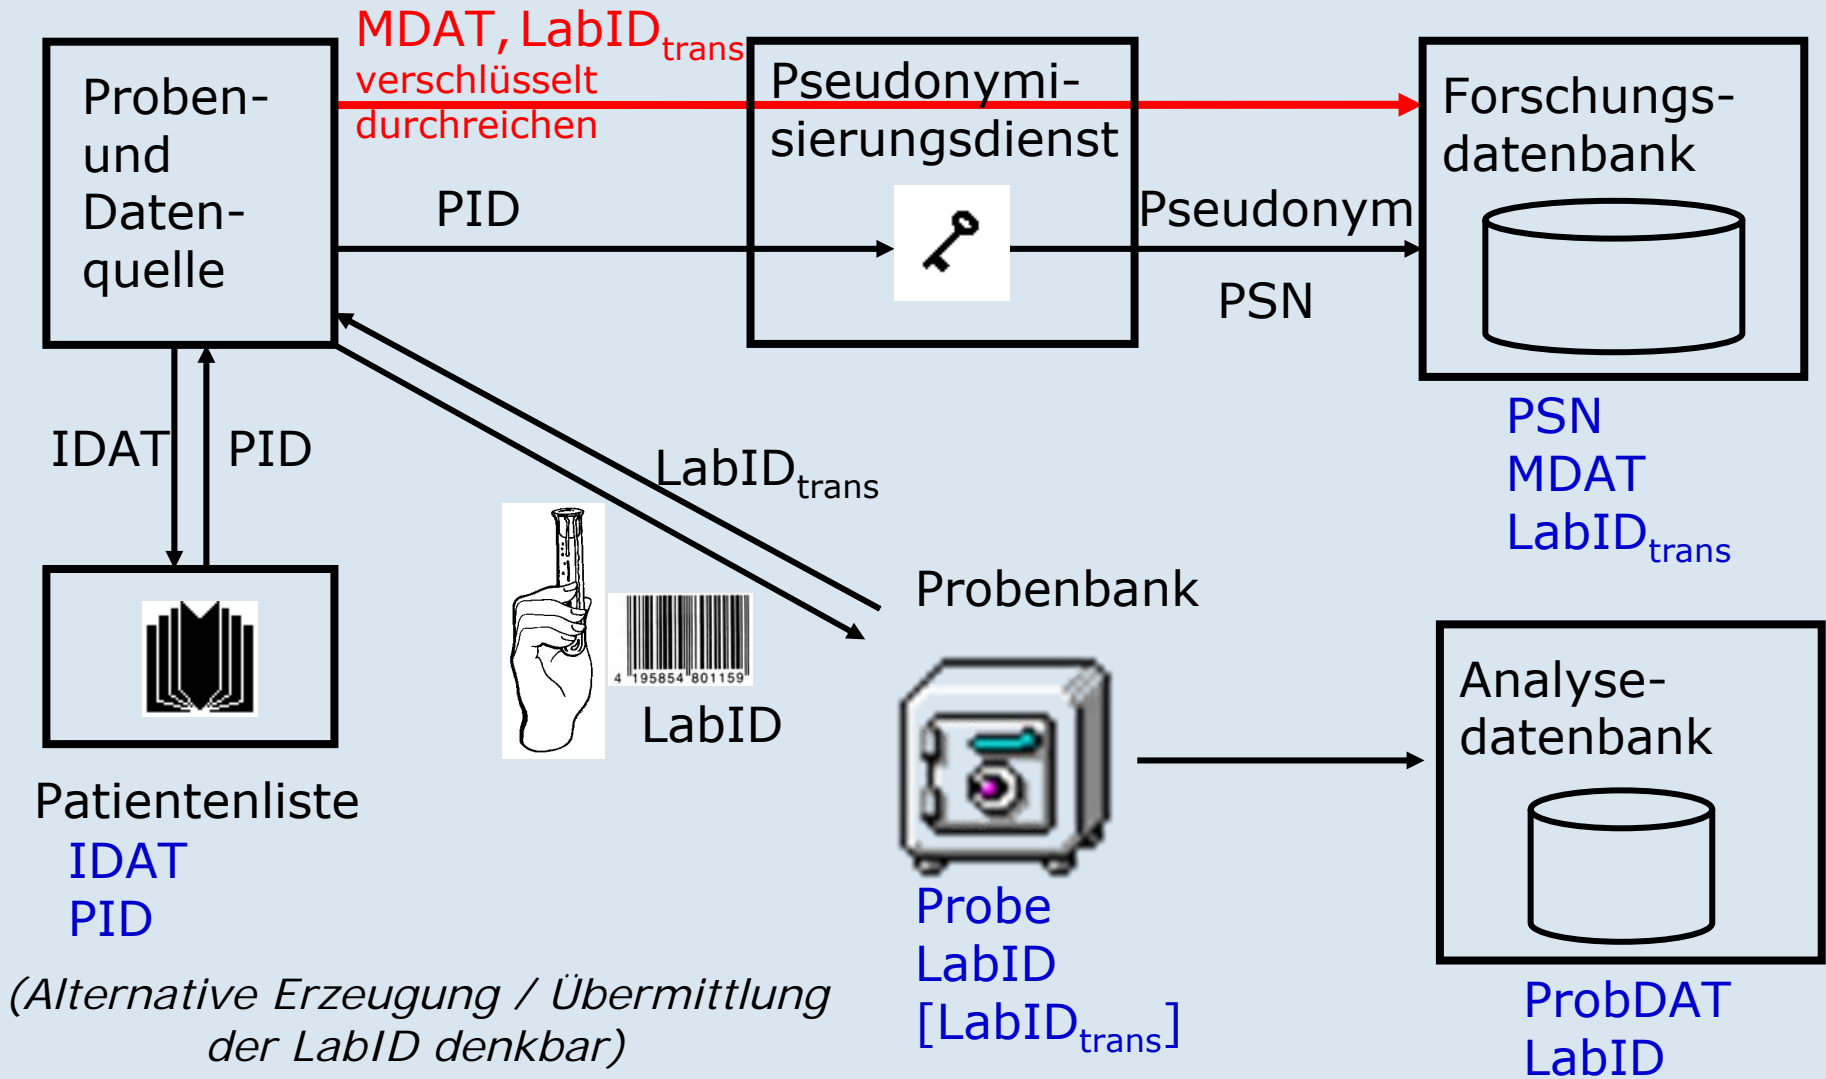 MDAT, LabIDtrans
verschlüsselt
durchreichen
Proben-
und
Daten-
quelle
Pseudonymi-
sierungsdienst
Forschungs-
datenbank
PID
Pseudonym
PSN
PSN
MDAT
LabIDtrans
IDAT
PID
LabIDtrans
4 195854 801159
LabID
Probenbank
Patientenliste
IDAT
PID
Probe
LabID
[LabIDtrans]
Analyse-
datenbank
ProbDAT
LabID
(Alternative Erzeugung / Übermittlung
der LabID denkbar)